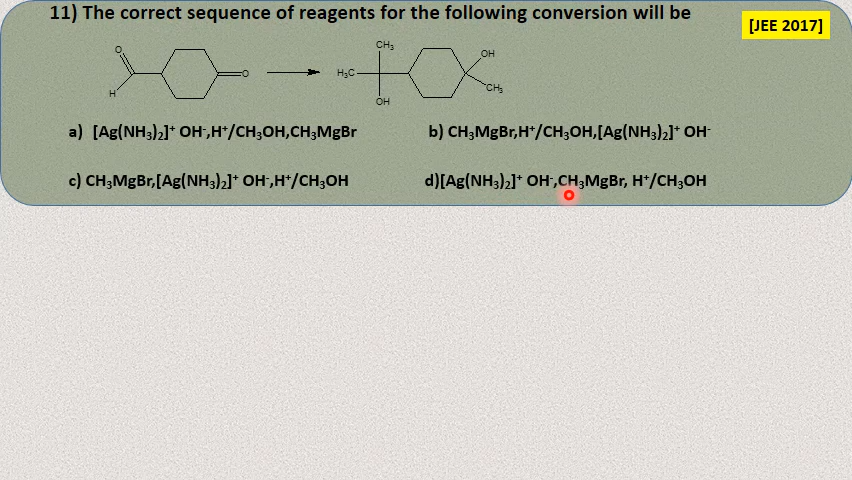 11) The correct sequence of reagents for the following conversion will be
[JEE 2017]
O
H
O
CH₃
H₃C
OH
OH
CH₃
a) [Ag(NH₃)₂]⁺ OH⁻,H⁺/CH₃OH,CH₃MgBr
b) CH₃MgBr,H⁺/CH₃OH,[Ag(NH₃)₂]⁺ OH⁻
c) CH₃MgBr,[Ag(NH₃)₂]⁺ OH⁻,H⁺/CH₃OH
d)[Ag(NH₃)₂]⁺ OH⁻,CH₃MgBr, H⁺/CH₃OH